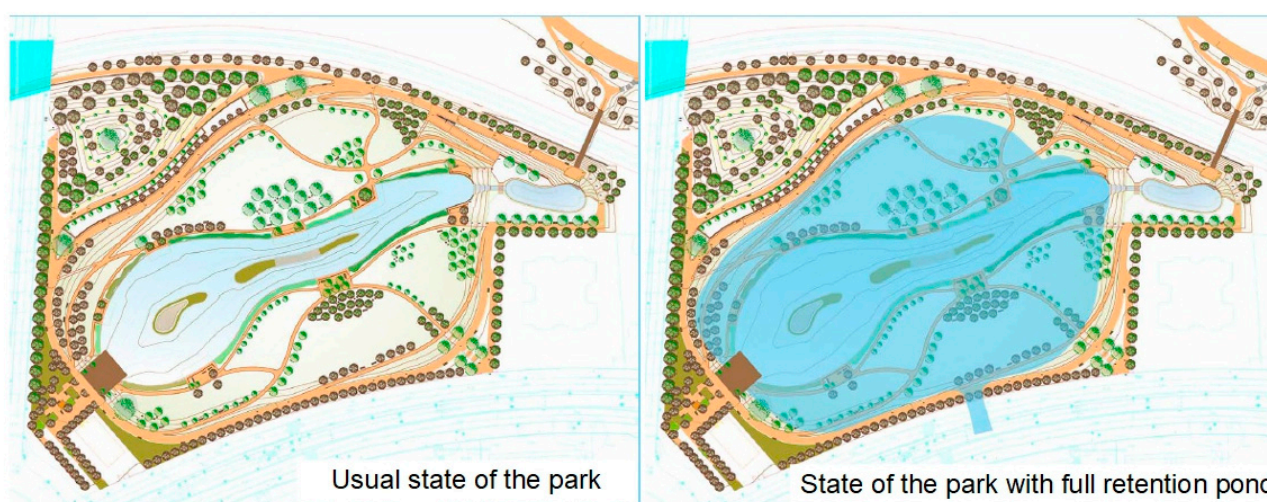 Usual state of the park
State of the park with full retention pond